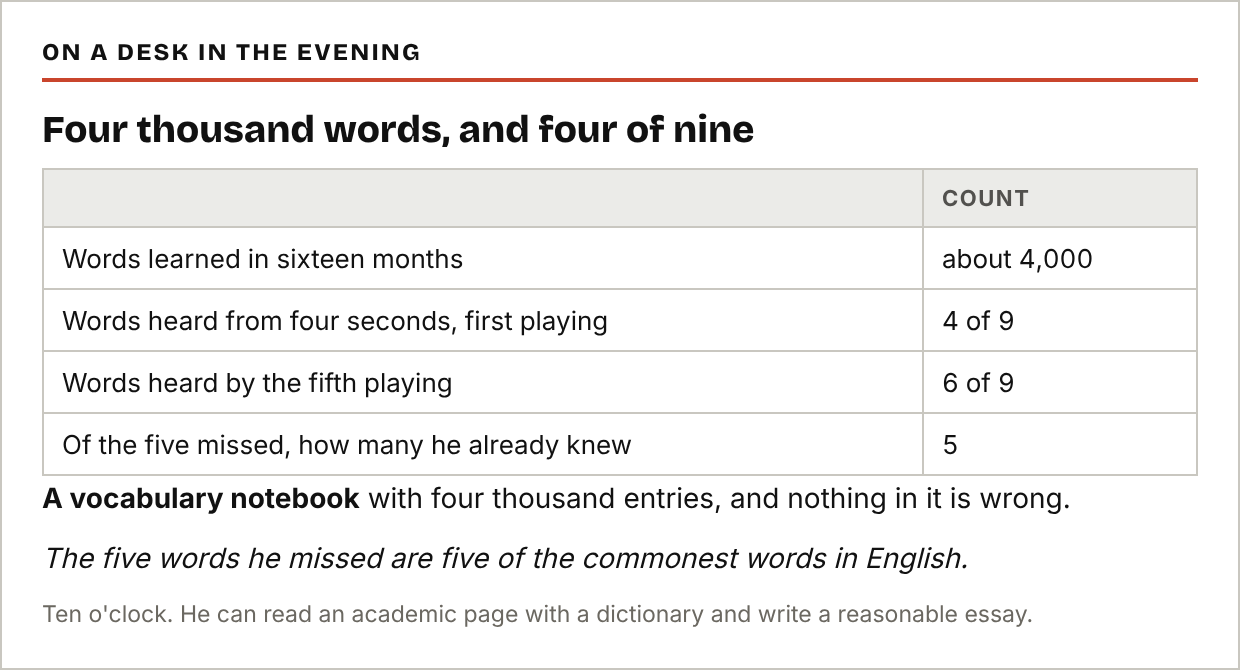 ON A DESK IN THE EVENING
Four thousand words, and four of nine
COUNT
Words learned in sixteen months about 4,000
Words heard from four seconds, first playing 4 of 9
Words heard by the fifth playing 6 of 9
Of the five missed, how many he already knew 5
A vocabulary notebook with four thousand entries, and nothing in it is wrong.
The five words he missed are five of the commonest words in English.
Ten o'clock. He can read an academic page with a dictionary and write a reasonable essay.